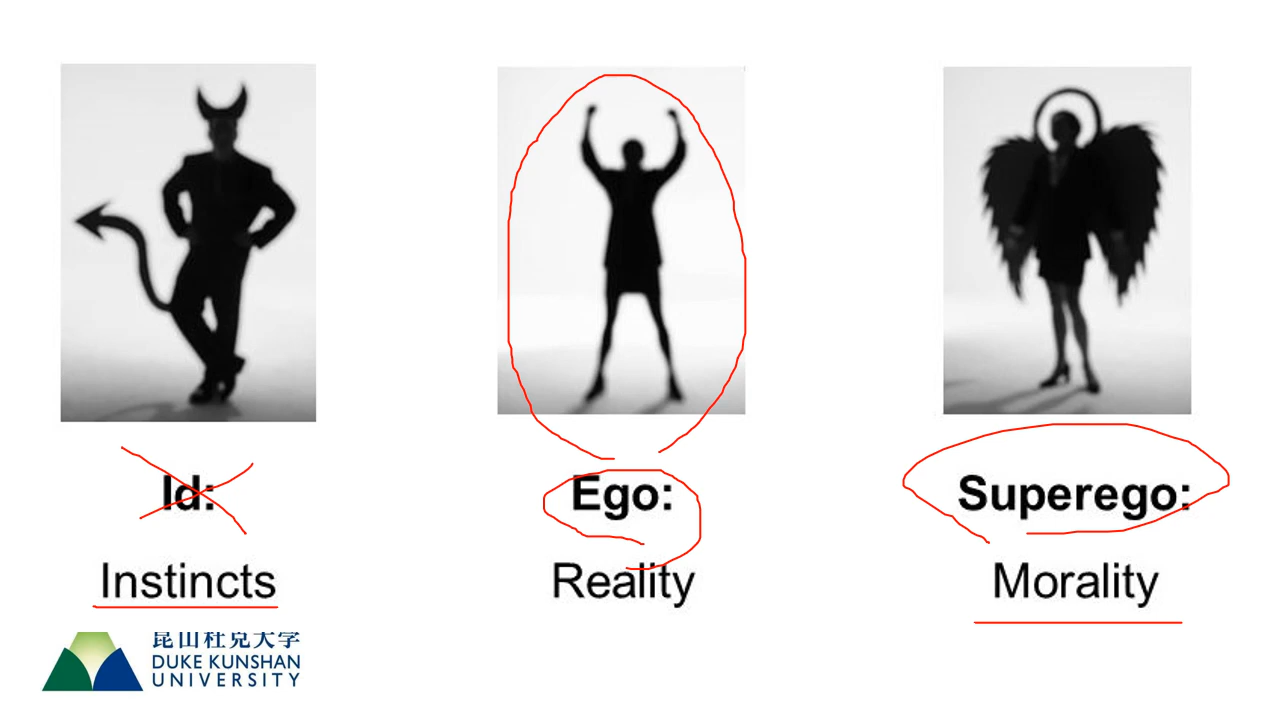 Id:
Ego:
Superego:
Instincts
Reality
Morality
昆山杜克大学
DUKE KUNSHAN
UNIVERSITY